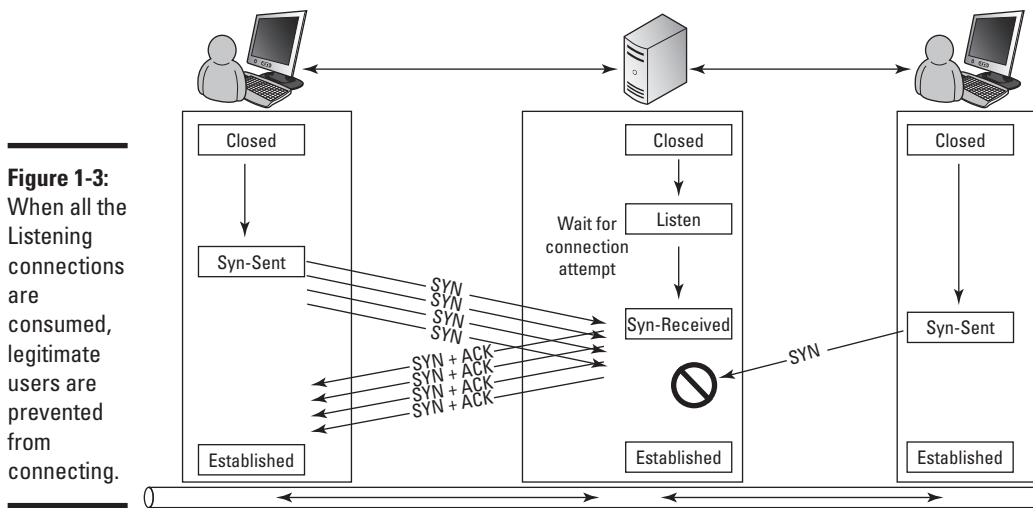 Figure 1-3:
When all the
Listening
connections
are
consumed,
legitimate
users are
prevented
from
connecting.
Closed
Syn-Sent
Established
SYN
SYN
SYN
SYN
SYN + ACK
SYN + ACK
SYN + ACK
SYN + ACK
Closed
Listen
Wait for
connection
attempt
Syn-Received
Established
SYN
Closed
Syn-Sent
Established